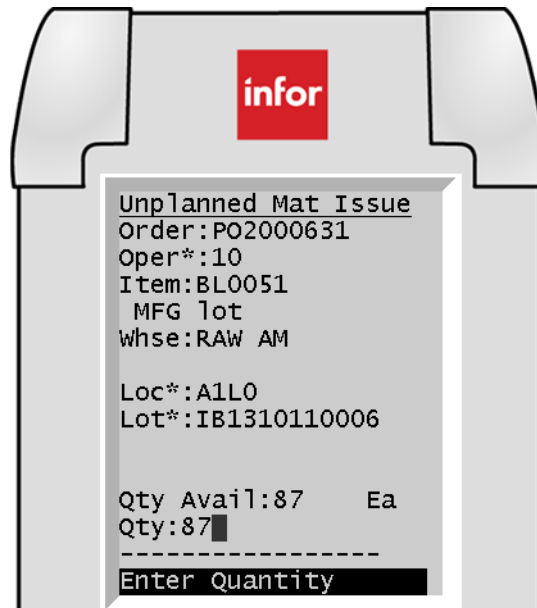 infor
Unplanned Mat Issue
Order:PO2000631
Oper*:10
Item:BL0051
MFG lot
Whse:RAW AM
Loc*:A1L0
Lot*:IB1310110006
Qty Avail:87 Ea
Qty:87
-----------------
Enter Quantity